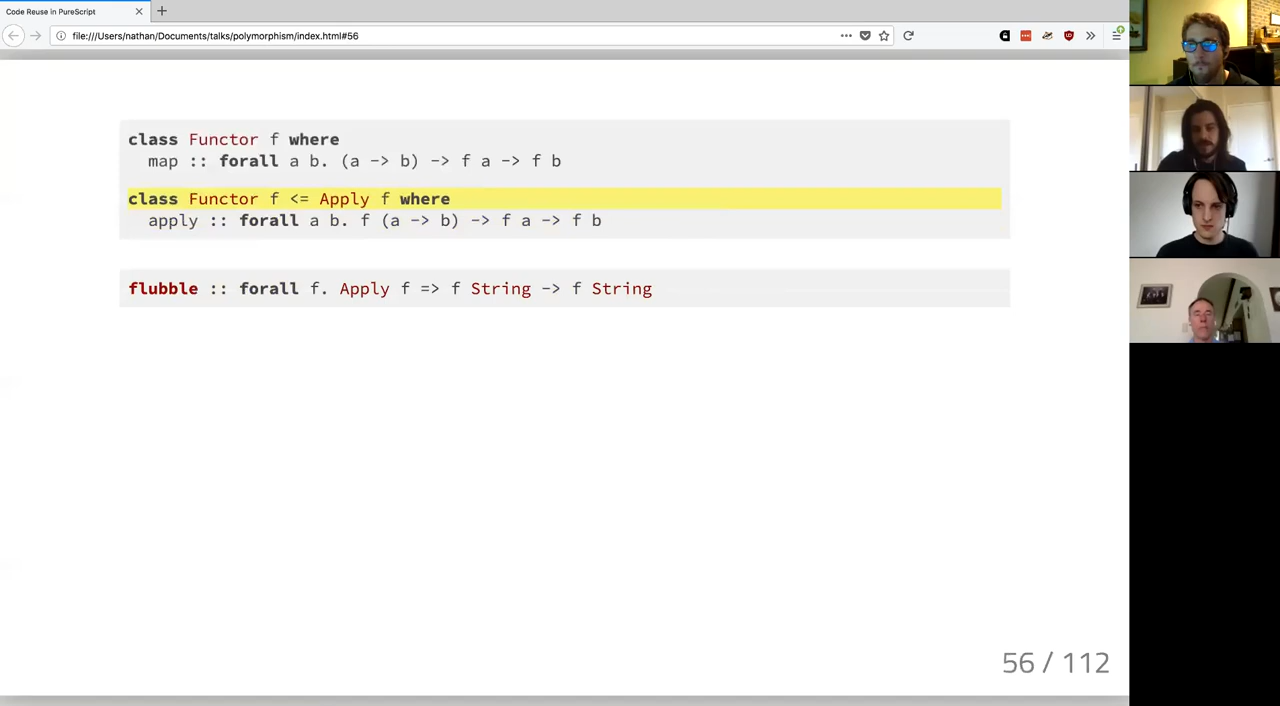 Code Reuse in PureScript
file:///Users/nathan/Documents/talks/polymorphism/index.html#56
class Functor f where
map :: forall a b. (a -> b) -> f a -> f b
class Functor f <= Apply f where
apply :: forall a b. f (a -> b) -> f a -> f b
flubble :: forall f. Apply f => f String -> f String
56 / 112